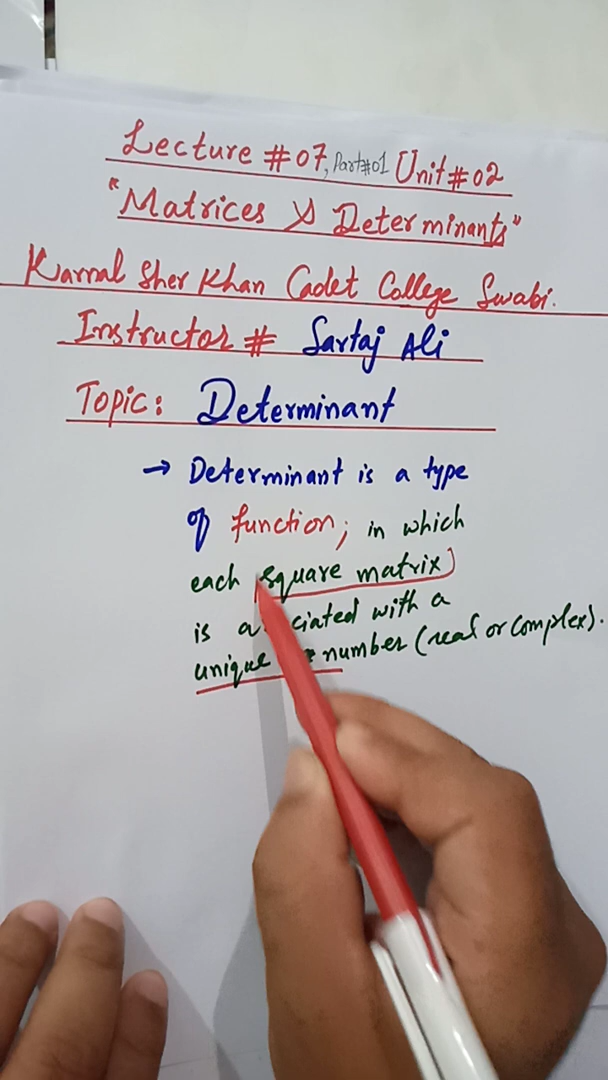 Lecture #07, Part#01 Unit#02
"Matrices & Determinants"
Karnal Sher Khan Cadet College Swabi.
Instructor # Sartaj Ali
Topic: Determinant
→ Determinant is a type
of function; in which
each square matrix
is associated with a
unique number (real or complex).